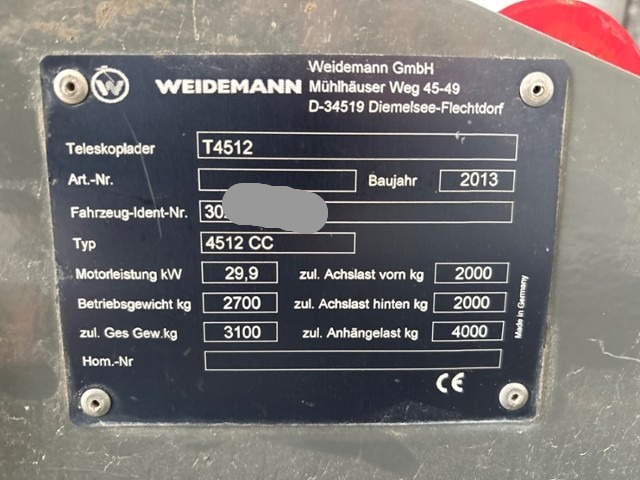 WEIDEMANN
Weidemann GmbH
Mühlhäuser Weg 45-49
D-34519 Diemelsee-Flechtdorf
Teleskoplader T4512
Art.-Nr. Baujahr 2013
Fahrzeug-Ident-Nr. 30
Typ 4512 CC
Motorleistung kW 29,9 zul. Achslast vorn kg 2000
Betriebsgewicht kg 2700 zul. Achslast hinten kg 2000
zul. Ges Gew.kg 3100 zul. Anhängelast kg 4000
Hom.-Nr
Made in Germany
CE